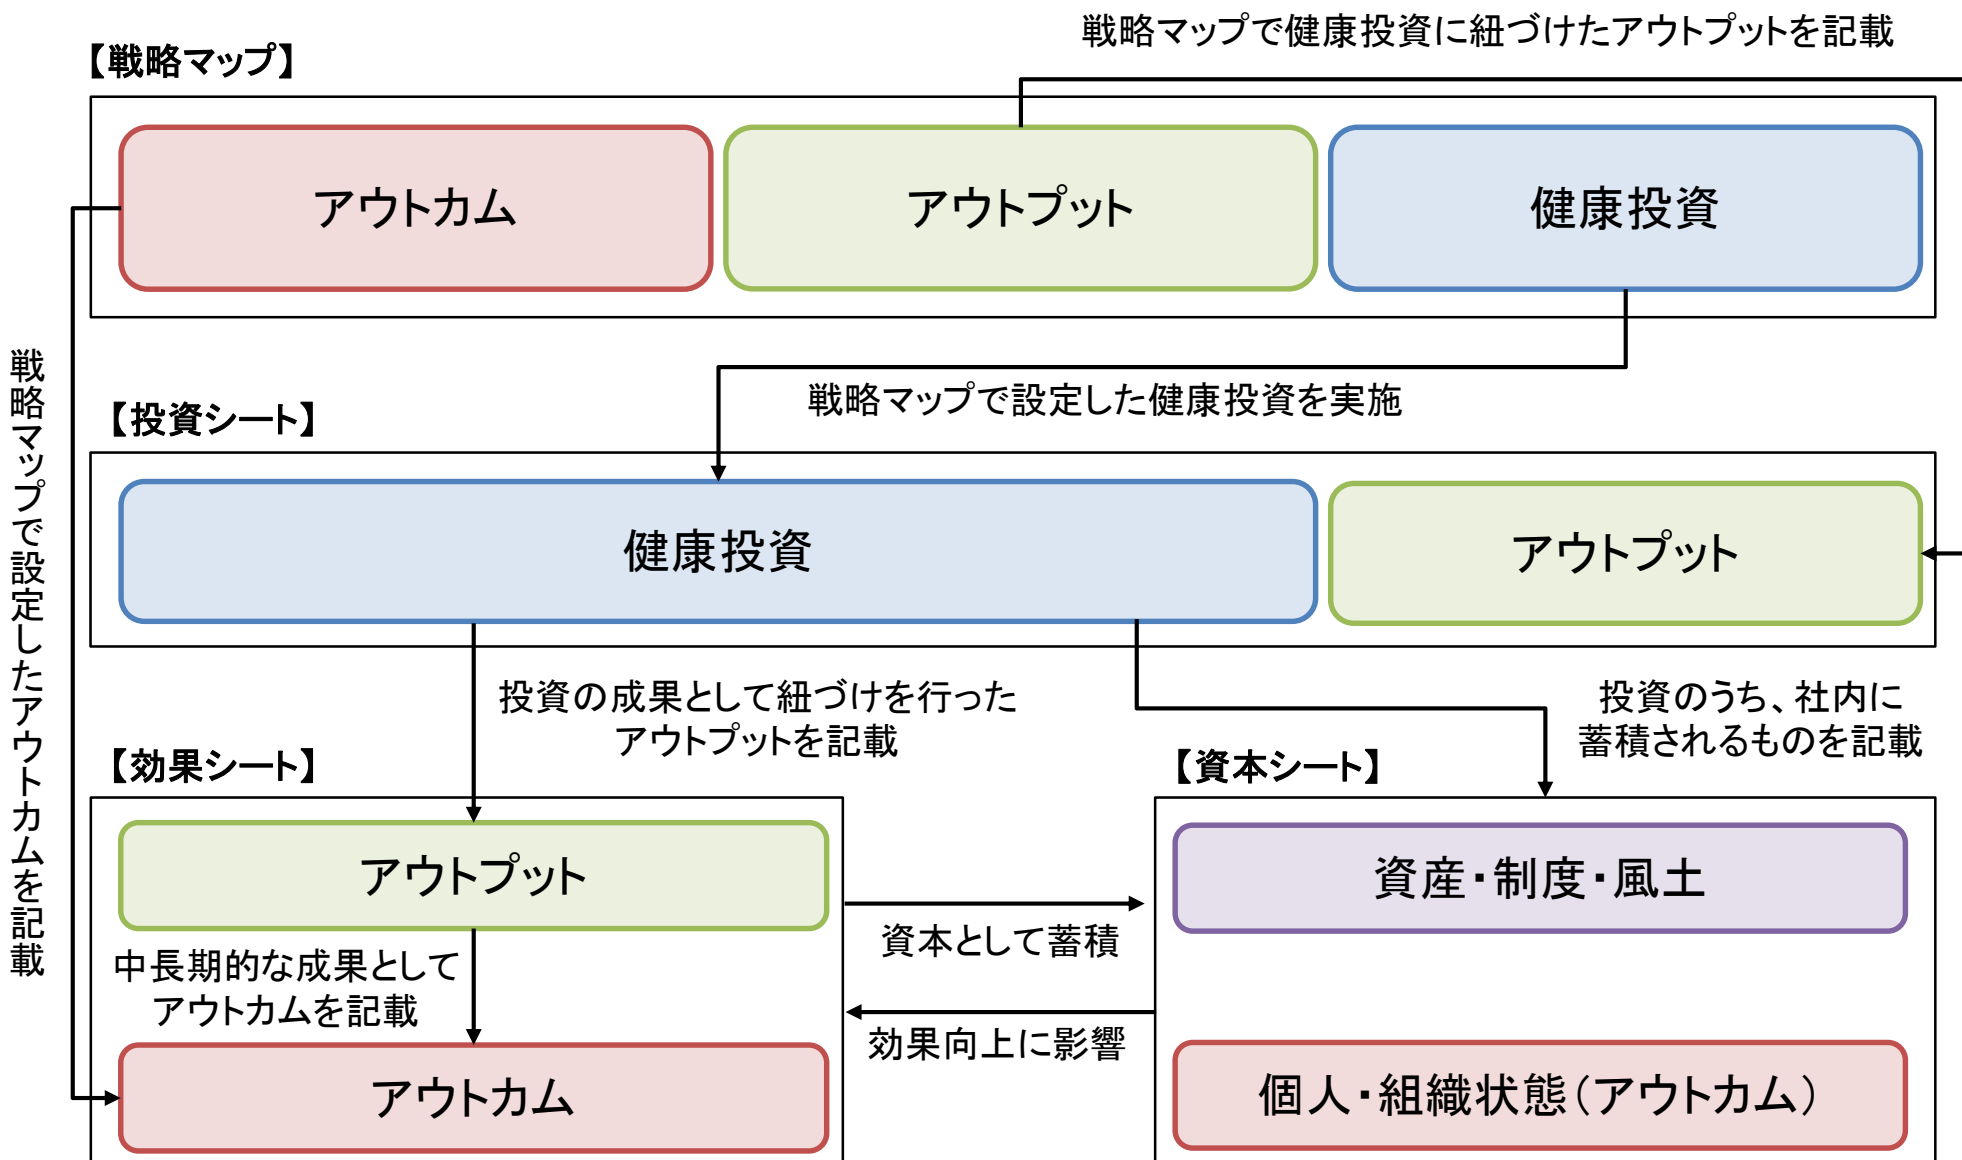 戦略マップで健康投資に紐づけたアウトプットを記載
【戦略マップ】
アウトカム
アウトプット
健康投資
戦略マップで設定したアウトカムを記載
戦略マップで設定した健康投資を実施
【投資シート】
健康投資
アウトプット
投資の成果として紐づけを行った
アウトプットを記載
投資のうち、社内に
蓄積されるものを記載
【効果シート】
【資本シート】
アウトプット
資産・制度・風土
資本として蓄積
中長期的な成果として
アウトカムを記載
効果向上に影響
アウトカム
個人・組織状態（アウトカム）